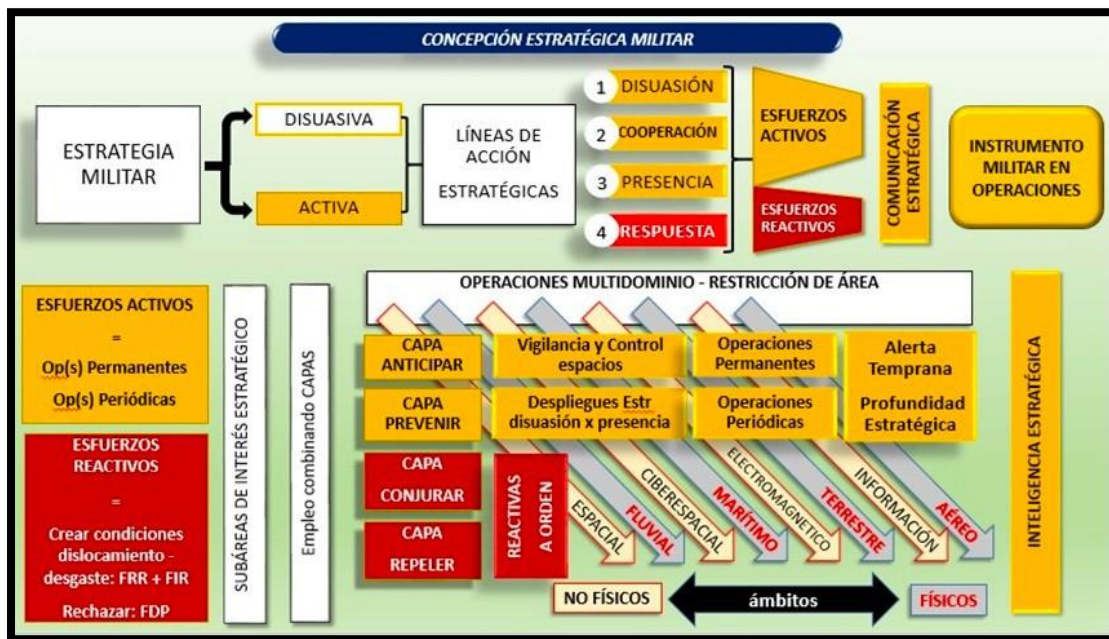 CONCEPCIÓN ESTRATÉGICA MILITAR
ESTRATEGIA
MILITAR
DISUASIVA
ACTIVA
LÍNEAS DE
ACCIÓN
ESTRATÉGICAS
1 DISUASIÓN
2 COOPERACIÓN
3 PRESENCIA
4 RESPUESTA
ESFUERZOS
ACTIVOS
ESFUERZOS
REACTIVOS
COMUNICACIÓN
ESTRATÉGICA
INSTRUMENTO
MILITAR EN
OPERACIONES
ESFUERZOS ACTIVOS
=
Op(s) Permanentes
Op(s) Periódicas
ESFUERZOS
REACTIVOS
=
Crear condiciones
dislocamiento -
desgaste: FRR + FIR
Rechazar: FDP
SUBÁREAS DE INTERÉS ESTRATÉGICO
Empleo combinando CAPAS
OPERACIONES MULTIDOMINIO - RESTRICCIÓN DE ÁREA
CAPA
ANTICIPAR
Vigilancia y Control
espacios
Operaciones
Permanentes
CAPA
PREVENIR
Despliegues Estr
disuasión x presencia
Operaciones
Periódicas
Alerta
Temprana
Profundidad
Estratégica
CAPA
CONJURAR
CAPA
REPELER
REACTIVAS
A ORDEN
ESPACIAL
FLUVIAL
CIBERESPACIAL
MARÍTIMO
ELECTROMAGNETICO
TERRESTRE
INFORMACIÓN
AÉREO
NO FÍSICOS
ámbitos
FÍSICOS
INTELIGENCIA ESTRATÉGICA